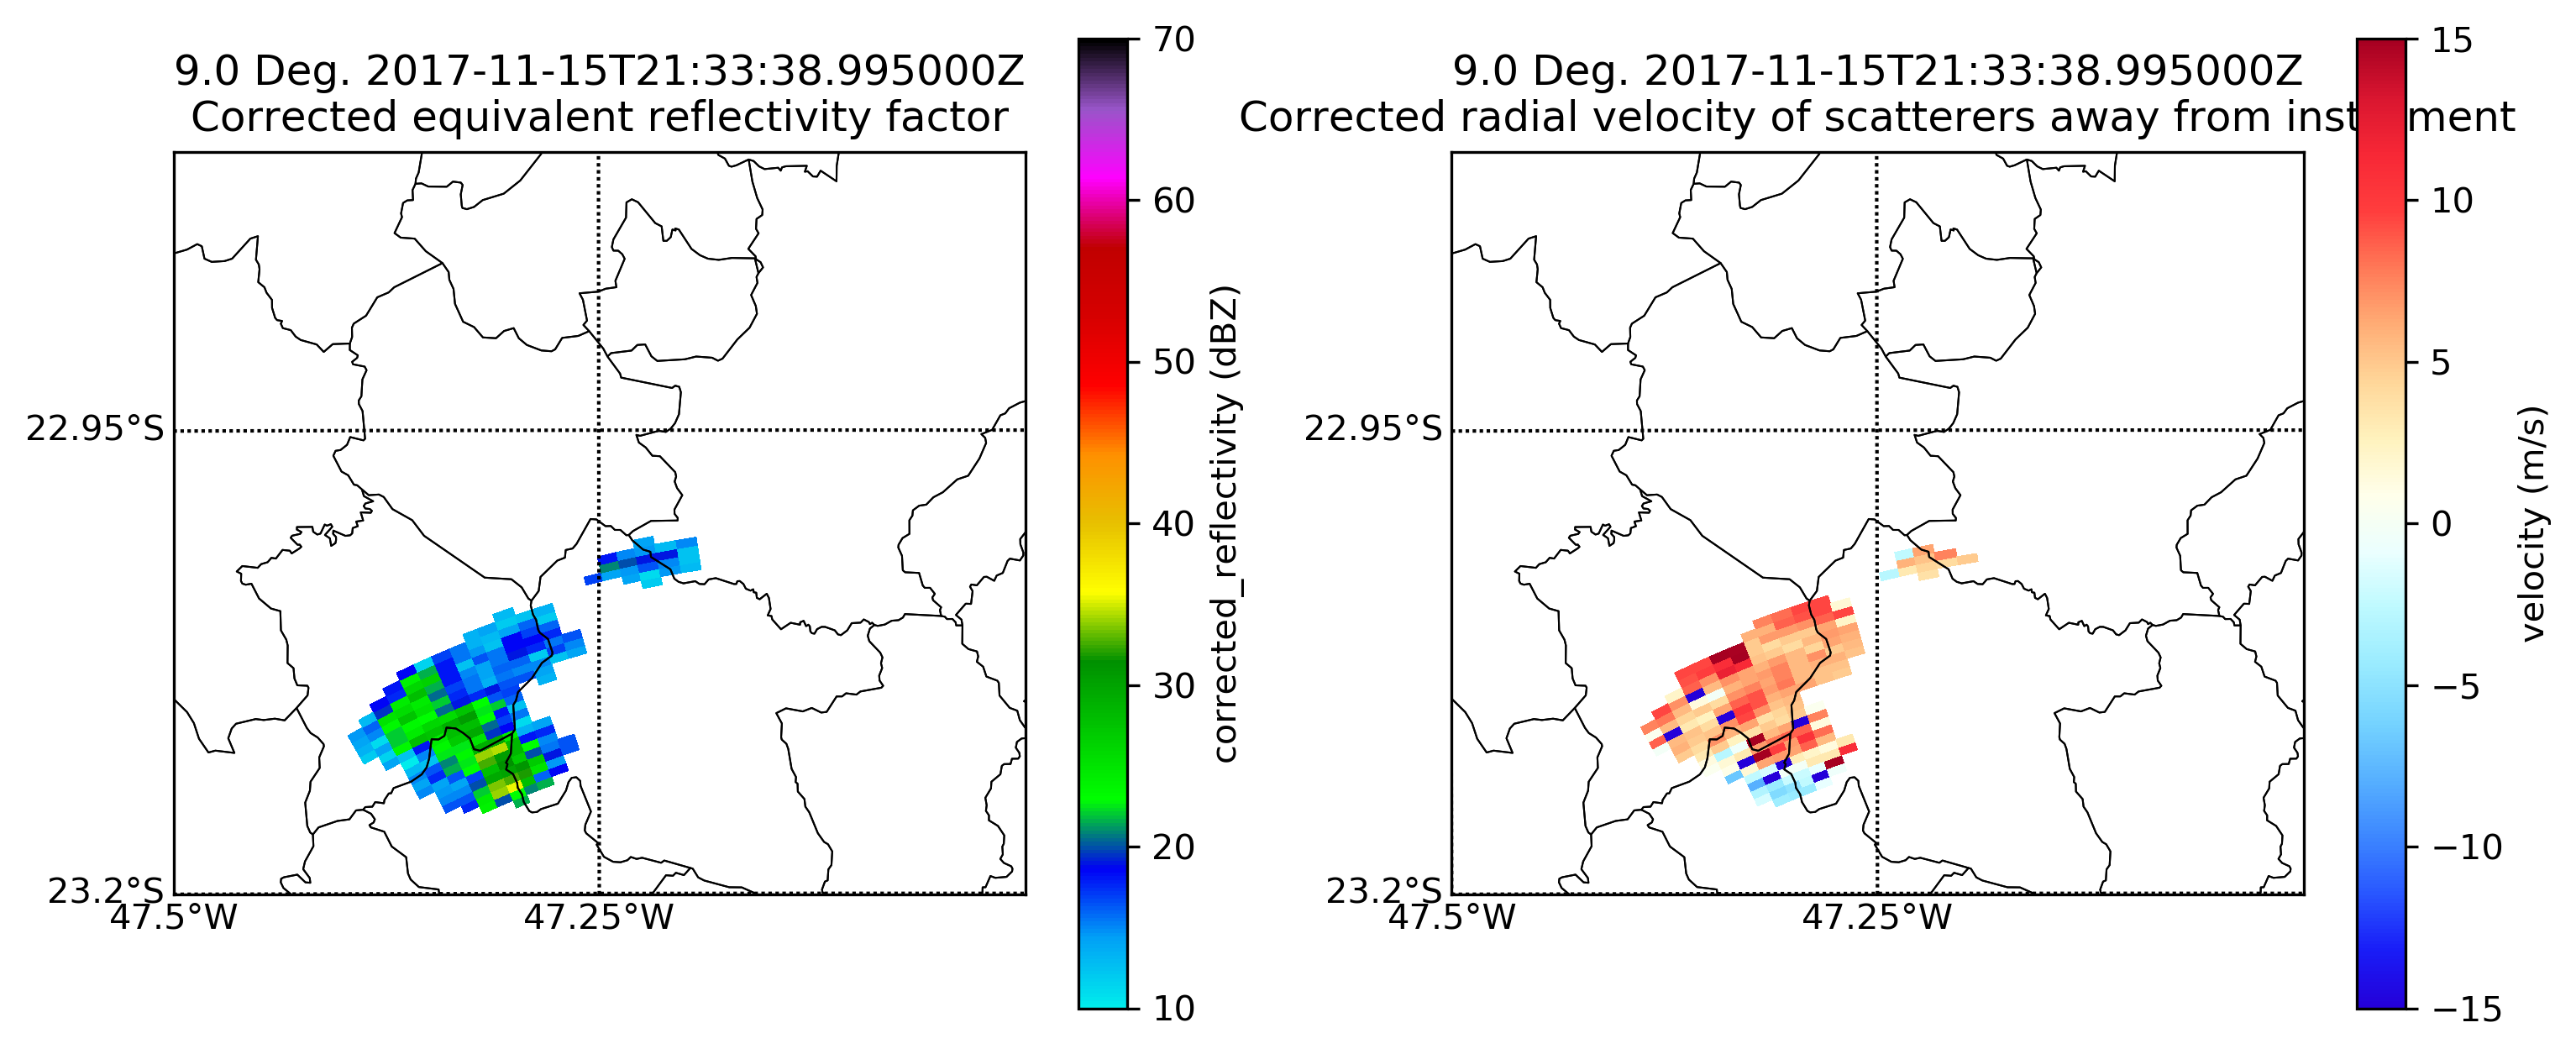 9.0 Deg. 2017-11-15T21:33:38.995000Z
Corrected equivalent reflectivity factor
22.95°S
23.2°S
47.5°W
47.25°W
70
60
50
40
30
20
10
corrected_reflectivity (dBZ)
9.0 Deg. 2017-11-15T21:33:38.995000Z
Corrected radial velocity of scatterers away from inst ment
22.95°S
23.2°S
47.5°W
47.25°W
15
10
5
0
−5
−10
−15
velocity (m/s)